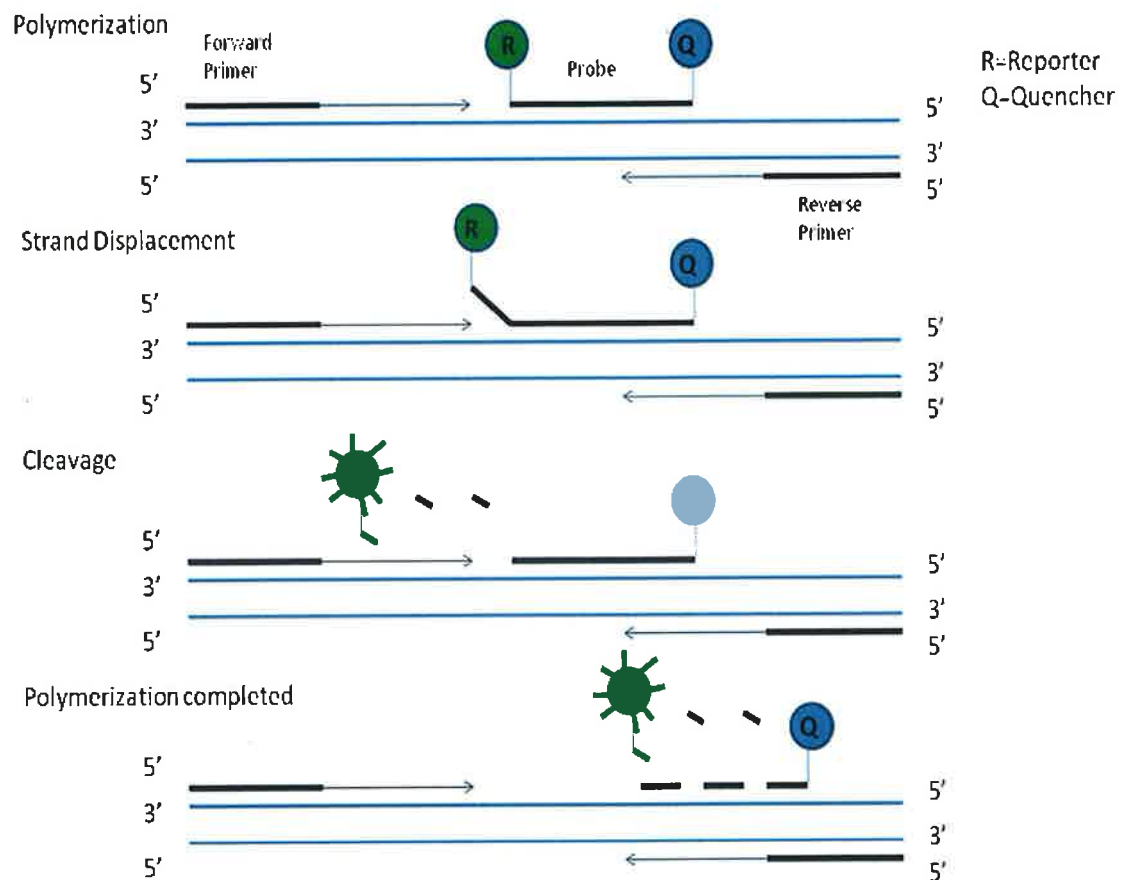 Polymerization
Forward
Primer
R
Probe
Q
R=Reporter
Q-Quencher
5'
5'
3'
3'
5'
5'
Reverse
Primer
Strand Displacement
R
Q
5'
5'
3'
3'
5'
5'
Cleavage
5'
5'
3'
3'
5'
5'
Polymerization completed
Q
5'
5'
3'
3'
5'
5'